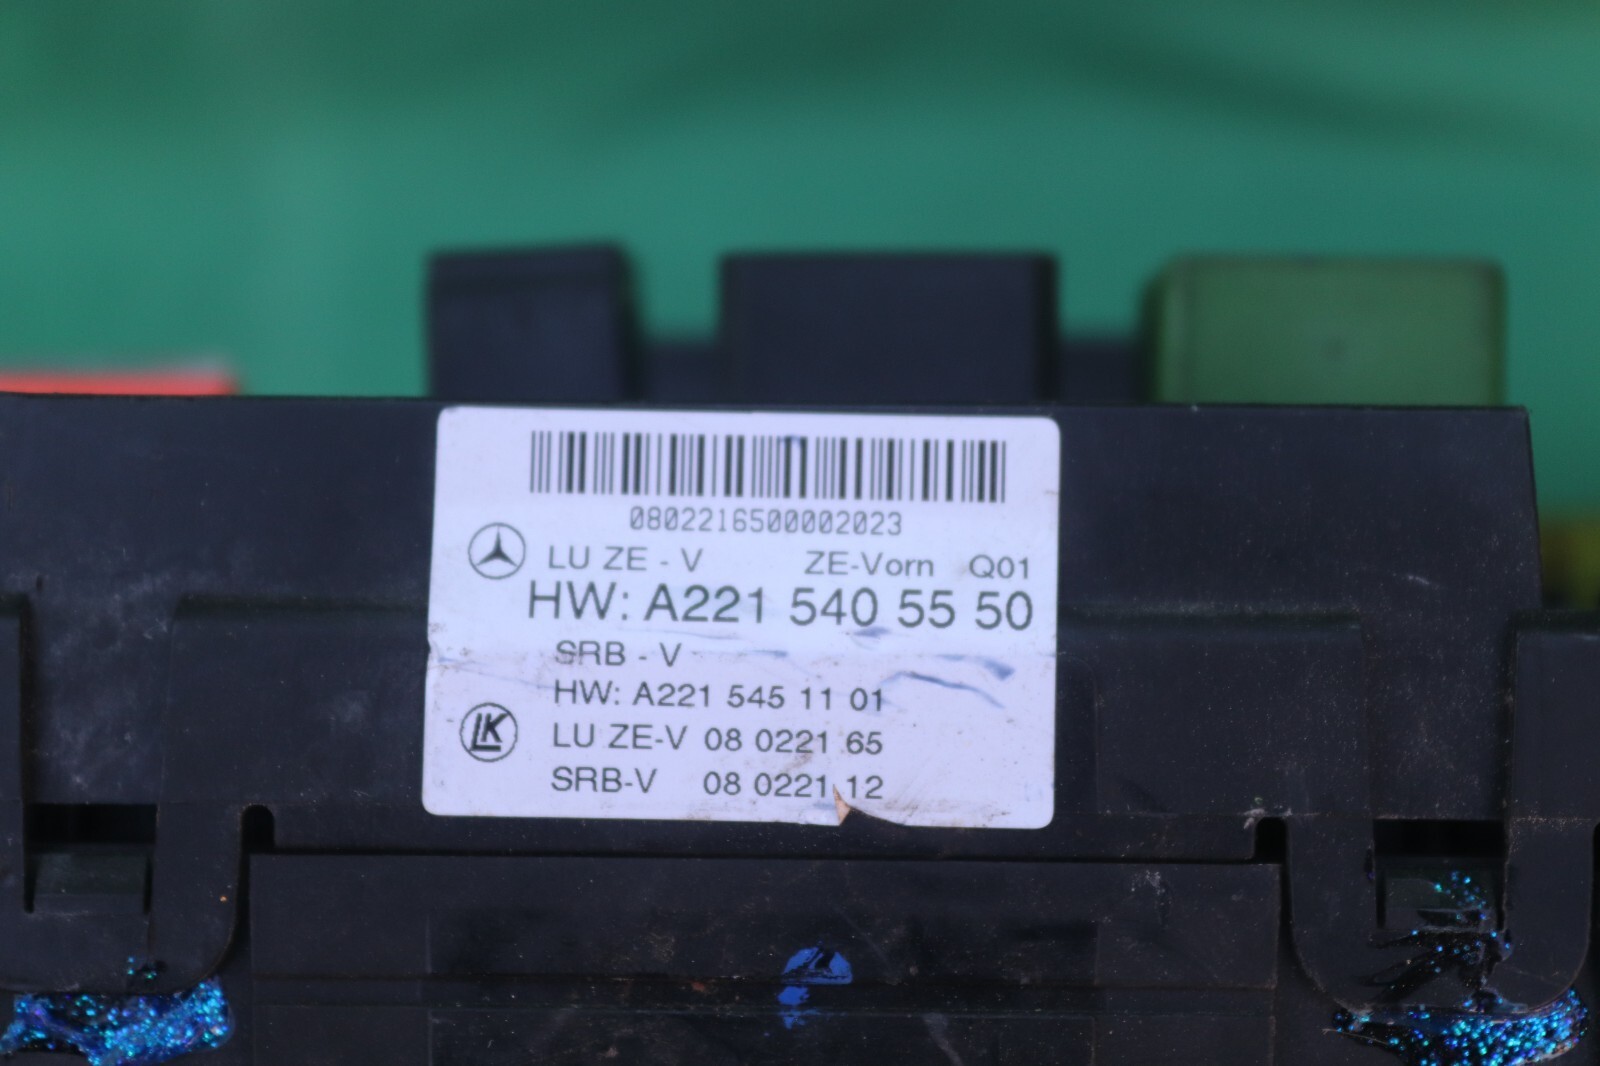 0802216500002023
LU ZE - V ZE-Vorn Q01
HW: A221 540 55 50
SRB - V
HW: A221 545 11 01
LK
LU ZE-V 08 0221 65
SRB-V 08 0221 12